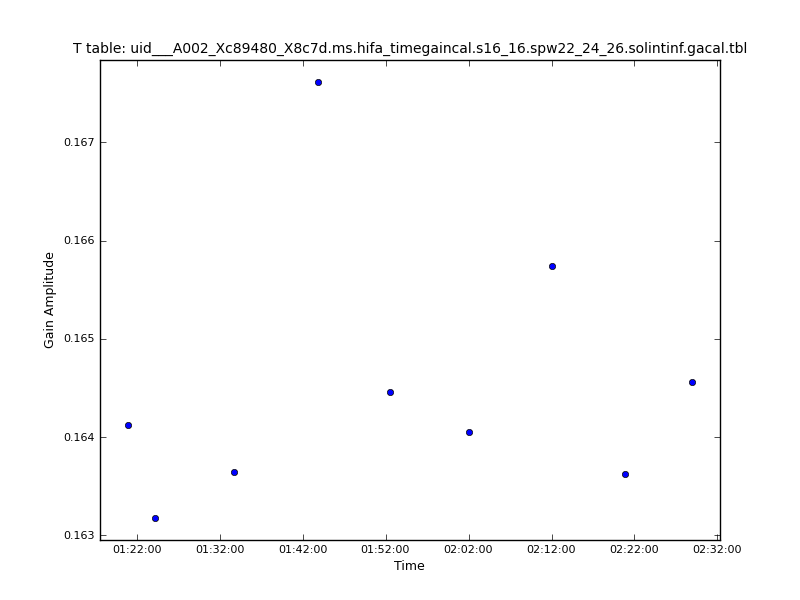 T table: uid___A002_Xc89480_X8c7d.ms.hifa_timegaincal.s16_16.spw22_24_26.solintinf.gacal.tbl
0.167
0.166
0.165
0.164
0.163
Gain Amplitude
01:22:00 01:32:00 01:42:00 01:52:00 02:02:00 02:12:00 02:22:00 02:32:00
Time